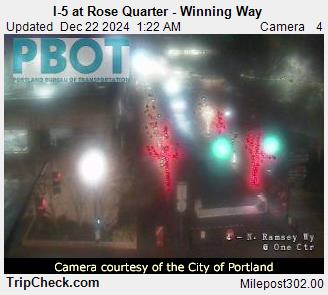 I-5 at Rose Quarter - Winning Way
Updated Dec 22 2024 1:22 AM Camera 4
PBOT
PORTLAND BUREAU OF TRANSPORTATION
4 - N. Ramsey Wy
@ One Ctr
Camera courtesy of the City of Portland
TripCheck.com Milepost302.00